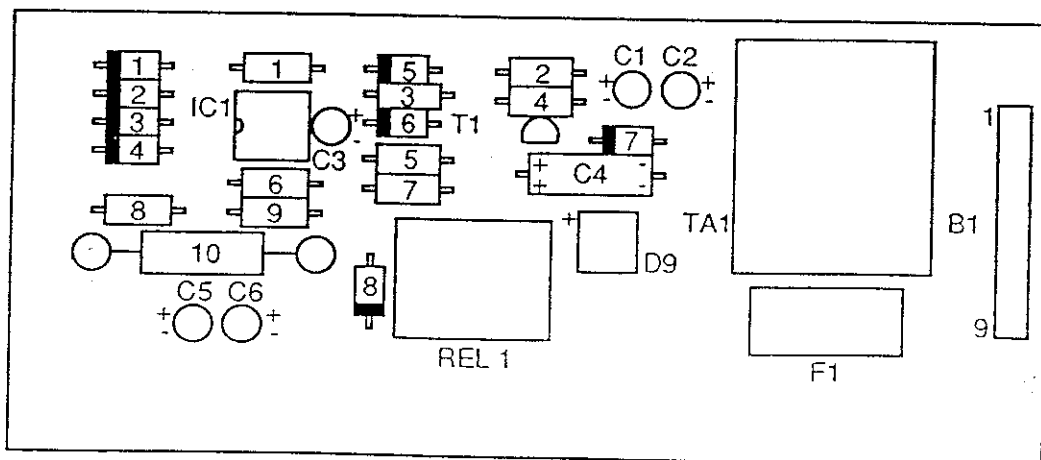 1 1 5 2 C1 C2
2 3 4 + - + -
IC1
3 6 T1 1
4 + - C3 5 7
6 7 + + C4 - -
8 9
10 + D9 TA1 B1
C5 C6 8
+ - + - 9
REL 1 F1